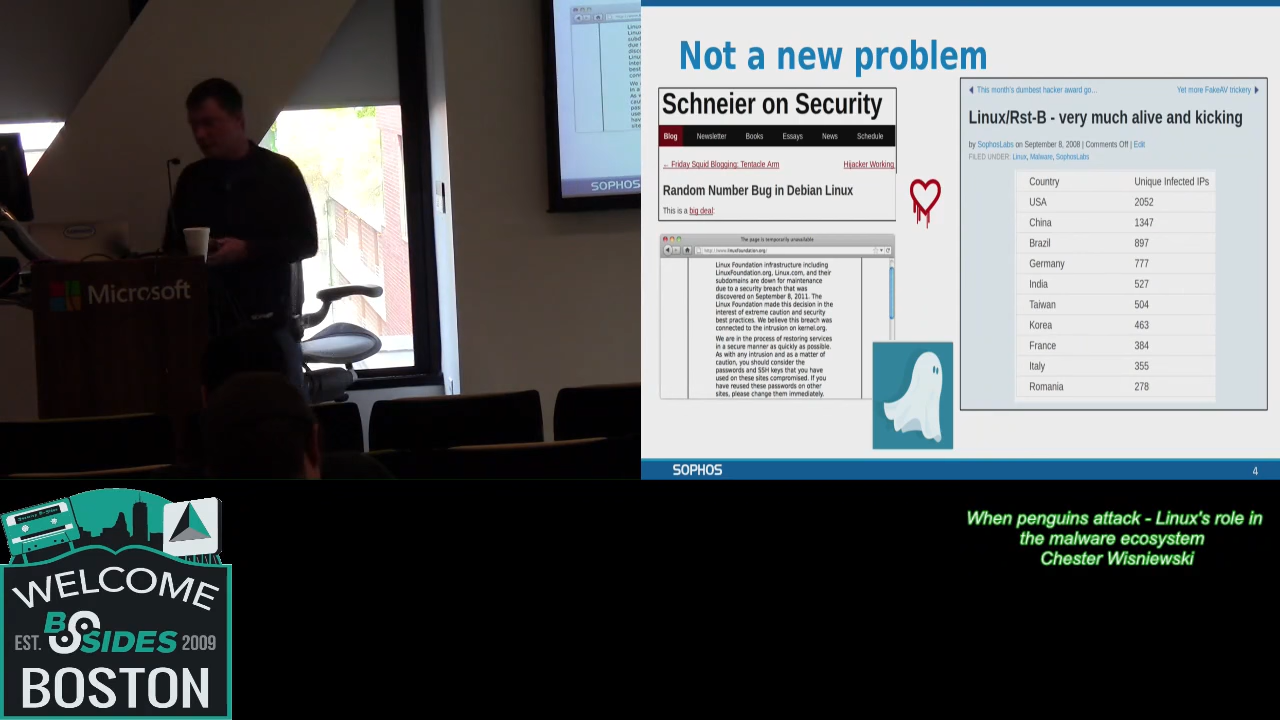 Not a new problem
Schneier on Security
Blog Newsletter Books Essays News Schedule
← Friday Squid Blogging: Tentacle Arm Hijacker Working
Random Number Bug in Debian Linux
This is a big deal:
The page is temporarily unavailable
http://www.linuxfoundation.org/
Linux Foundation infrastructure including
LinuxFoundation.org, Linux.com, and their
subdomains are down for maintenance
due to a security breach that was
discovered on September 8, 2011. The
Linux Foundation made this decision in the
interest of extreme caution and security
best practices. We believe this breach was
connected to the intrusion on kernel.org.
We are in the process of restoring services
in a secure manner as quickly as possible.
As with any intrusion and as a matter of
caution, you should consider the
passwords and SSH keys that you have
used on these sites compromised. If you
have reused these passwords on other
sites, please change them immediately.
This month's dumbest hacker award go... Yet more FakeAV trickery
Linux/Rst-B - very much alive and kicking
by SophosLabs on September 8, 2008 | Comments Off | Edit
FILED UNDER: Linux, Malware, SophosLabs
Country Unique Infected IPs
USA 2052
China 1347
Brazil 897
Germany 777
India 527
Taiwan 504
Korea 463
France 384
Italy 355
Romania 278
SOPHOS
4
SOPHOS
Microsoft
When penguins attack - Linux's role in
the malware ecosystem
Chester Wisniewski
WELCOME
EST. BSIDES 2009
BOSTON